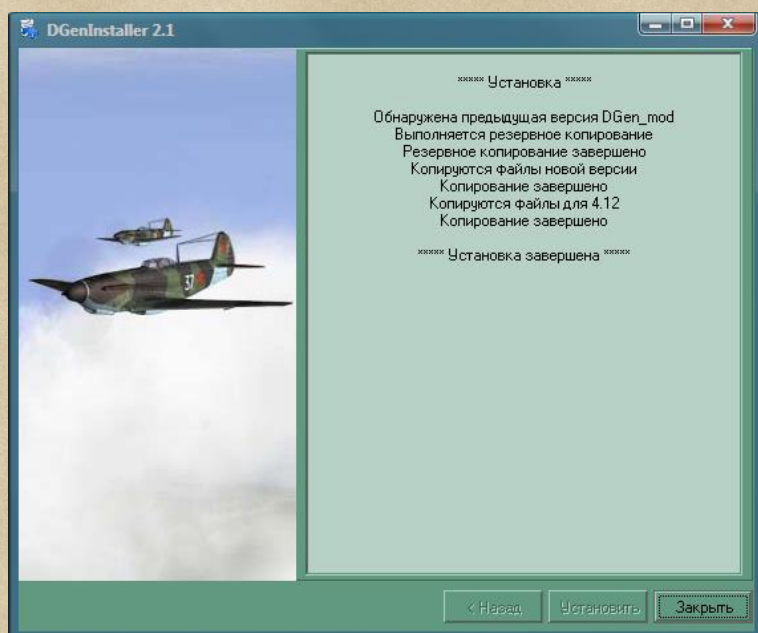 DGenInstaller 2.1
***** Установка *****
Обнаружена предыдущая версия DGen_mod
Выполняется резервное копирование
Резервное копирование завершено
Копируются файлы новой версии
Копирование завершено
Копируются файлы для 4.12
Копирование завершено
***** Установка завершена *****
37
< Назад
Установить
Закрыть